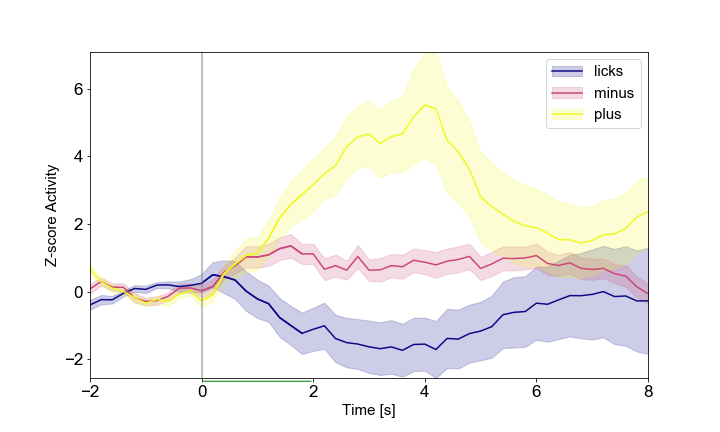 6
4
2
0
−2
Z-score Activity
licks
minus
plus
−2 0 2 4 6 8
Time [s]